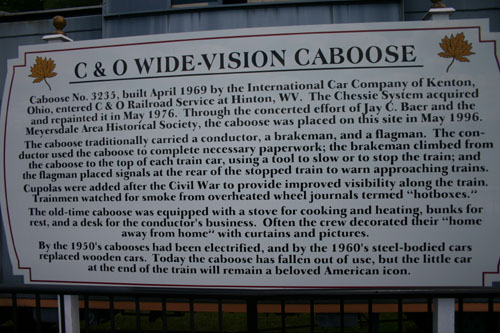 C & O WIDE-VISION CABOOSE
Caboose No. 3235, built April 1969 by the International Car Company of Kenton,
Ohio, entered C & O Railroad Service at Hinton, WV. The Chessie System acquired
and repainted it in May 1976. Through the concerted effort of Jay C. Baer and the
Meyersdale Area Historical Society, the caboose was placed on this site in May 1996.
The caboose traditionally carried a conductor, a brakeman, and a flagman. The con-
ductor used the caboose to complete necessary paperwork; the brakeman climbed from
the caboose to the top of each train car, using a tool to slow or to stop the train; and
the flagman placed signals at the rear of the stopped train to warn approaching trains.
Cupolas were added after the Civil War to provide improved visibility along the train.
Trainmen watched for smoke from overheated wheel journals termed "hotboxes."
The old-time caboose was equipped with a stove for cooking and heating, bunks for
rest, and a desk for the conductor's business. Often the crew decorated their "home
away from home" with curtains and pictures.
By the 1950's cabooses had been electrified, and by the 1960's steel-bodied cars
replaced wooden cars. Today the caboose has fallen out of use, but the little car
at the end of the train will remain a beloved American icon.